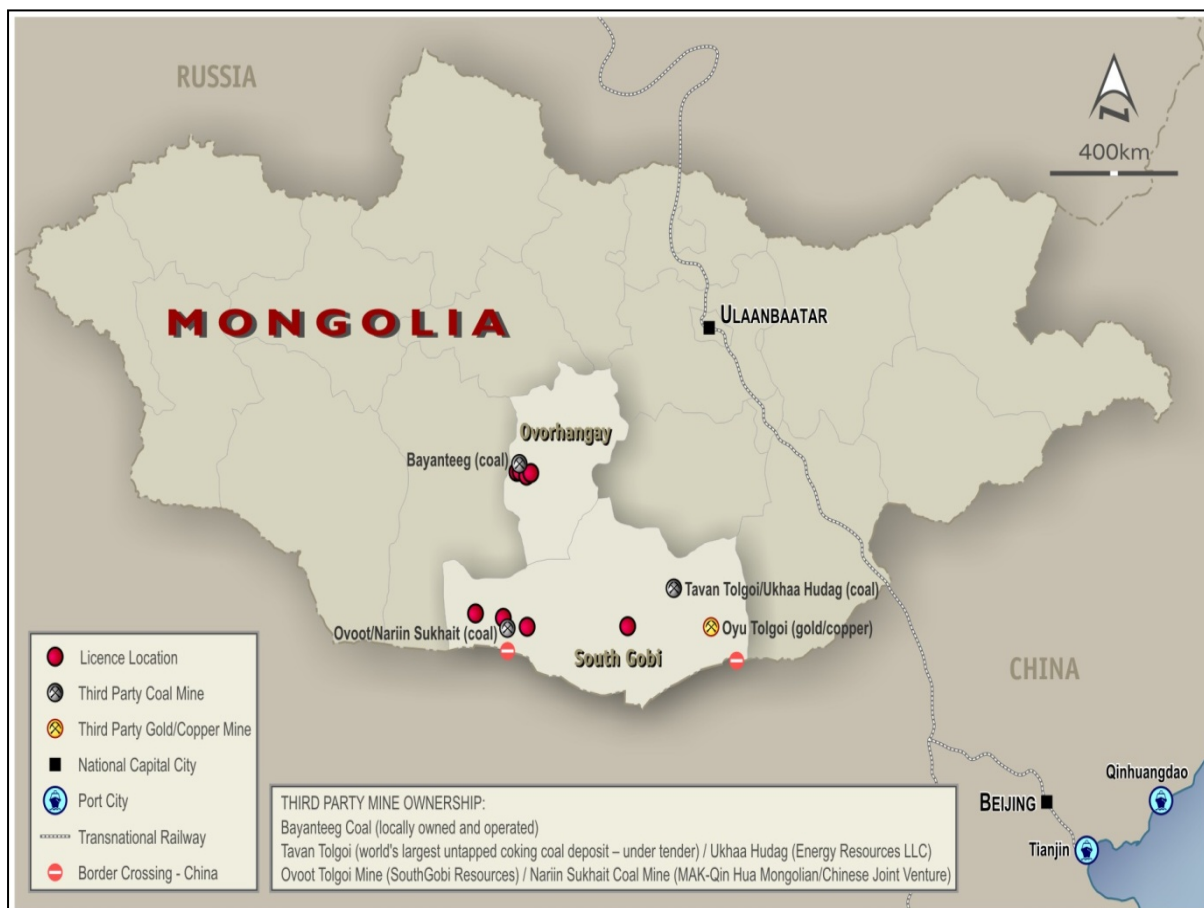 RUSSIA
400km
MONGOLIA
ULAANBAATAR
Ovorhangay
Bayanteeg (coal)
Tavan Tolgoi/Ukhaa Hudag (coal)
Ovoot/Nariin Sukhait (coal)
Oyu Tolgoi (gold/copper)
South Gobi
CHINA
Licence Location
Third Party Coal Mine
Third Party Gold/Copper Mine
National Capital City
Port City
Transnational Railway
Border Crossing - China
THIRD PARTY MINE OWNERSHIP:
Bayanteeg Coal (locally owned and operated)
Tavan Tolgoi (world's largest untapped coking coal deposit – under tender) / Ukhaa Hudag (Energy Resources LLC)
Ovoot Tolgoi Mine (SouthGobi Resources) / Nariin Sukhait Coal Mine (MAK-Qin Hua Mongolian/Chinese Joint Venture)
Qinhuangdao
BEIJING
Tianjin